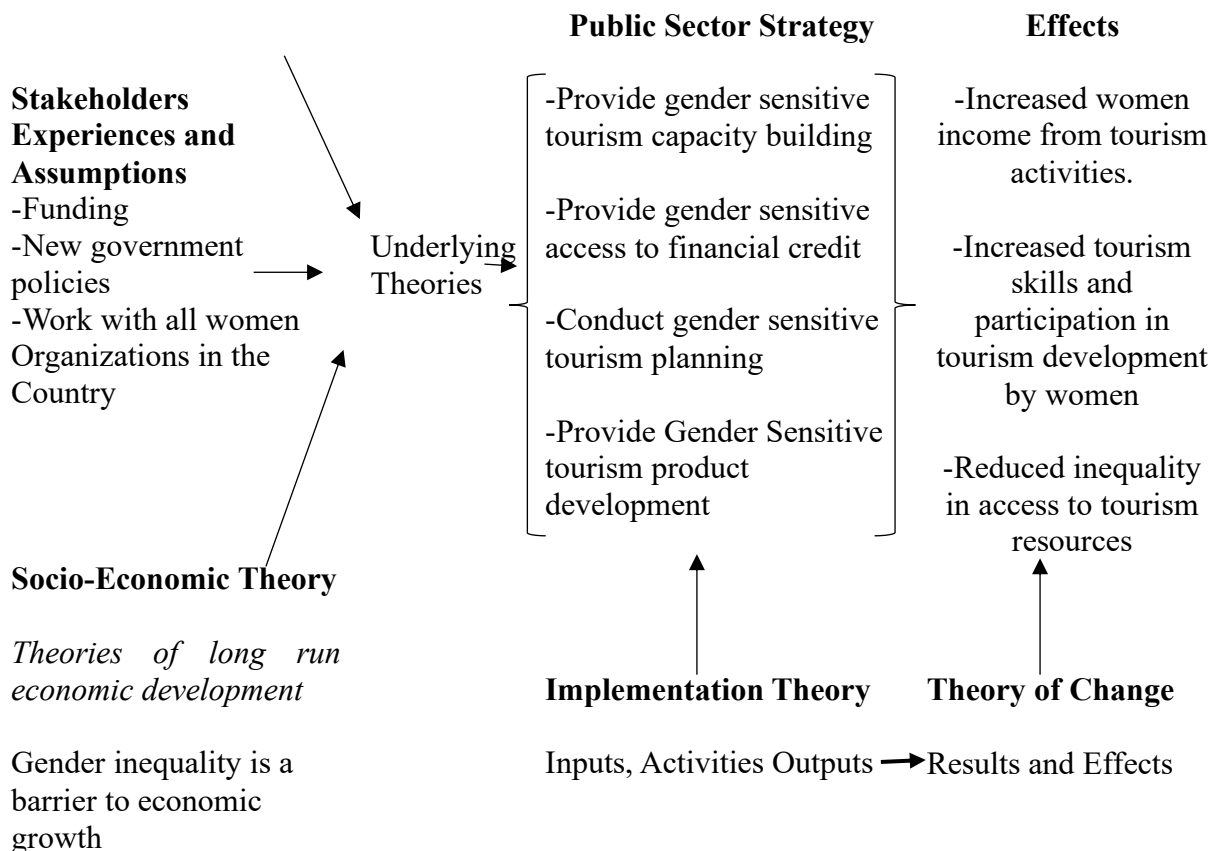 Public Sector Strategy
Effects
Stakeholders
Experiences and
Assumptions
-Funding
-New government
policies
-Work with all women
Organizations in the
Country
Underlying
Theories
-Provide gender sensitive
tourism capacity building
-Provide gender sensitive
access to financial credit
-Conduct gender sensitive
tourism planning
-Provide Gender Sensitive
tourism product
development
-Increased women
income from tourism
activities.
-Increased tourism
skills and
participation in
tourism development
by women
-Reduced inequality
in access to tourism
resources
Socio-Economic Theory
Theories of long run
economic development
Gender inequality is a
barrier to economic
growth
Implementation Theory
Inputs, Activities Outputs
Theory of Change
Results and Effects